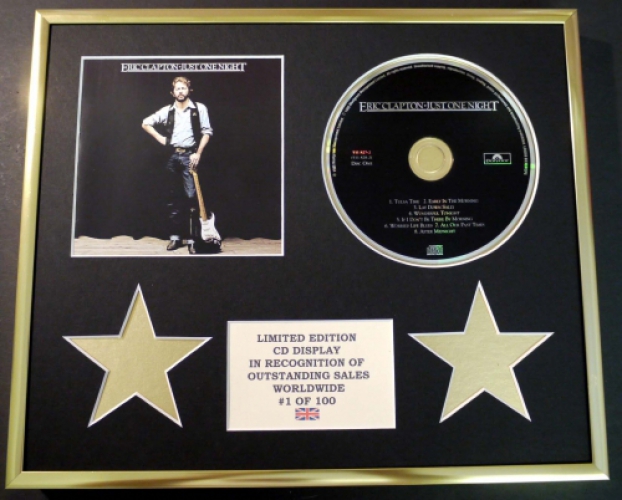 ERIC CLAPTON·JUST ONE NIGHT
ERIC CLAPTON·JUST ONE NIGHT
Disc One
1. Tulsa Time 2. Early In The Morning
3. Lay Down Sally
4. Wonderful Tonight
5. If I Don't Be There By Morning
6. Worried Life Blues 7. All Our Past Times
8. After Midnight
LIMITED EDITION
CD DISPLAY
IN RECOGNITION OF
OUTSTANDING SALES
WORLDWIDE
#1 OF 100